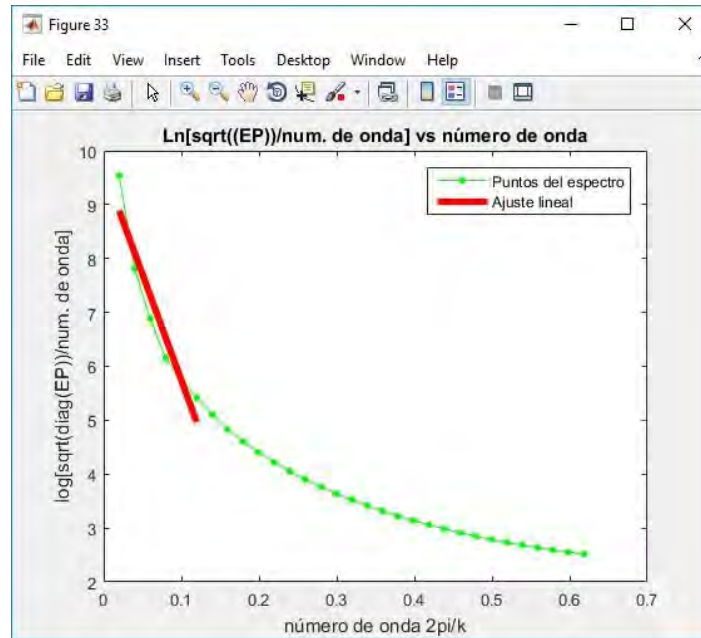 Figure 33
File Edit View Insert Tools Desktop Window Help
Ln[sqrt((EP))/num. de onda] vs número de onda
Puntos del espectro
Ajuste lineal
log[sqrt(diag(EP))/num. de onda]
10
9
8
7
6
5
4
3
2
0 0.1 0.2 0.3 0.4 0.5 0.6 0.7
número de onda 2pi/k